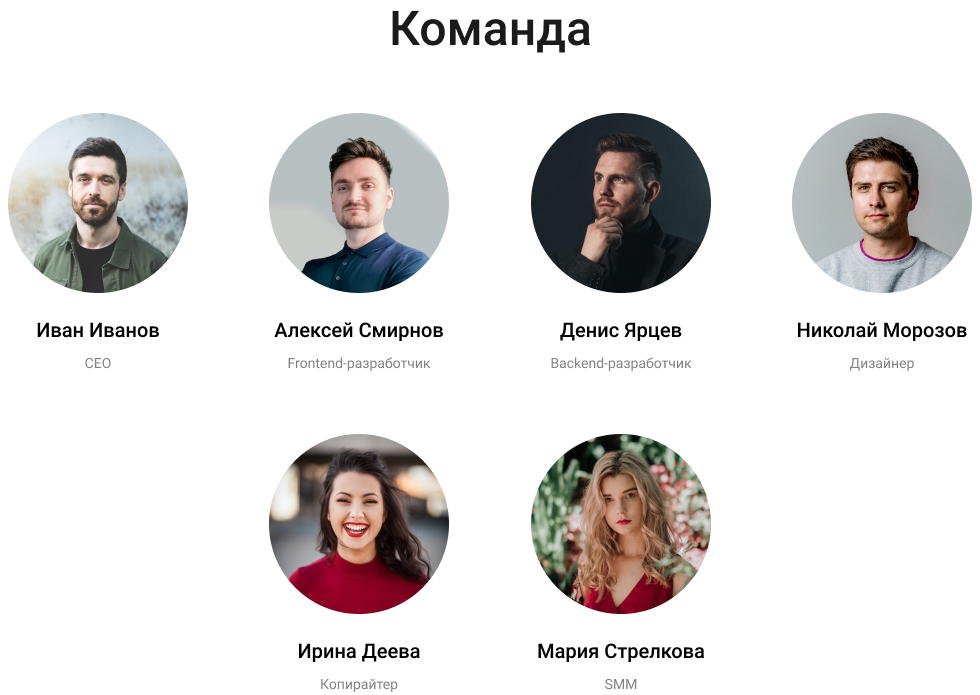 Команда
Иван Иванов
CEO
Алексей Смирнов
Frontend-разработчик
Денис Ярцев
Backend-разработчик
Николай Морозов
Дизайнер
Ирина Деева
Копирайтер
Мария Стрелкова
SMM